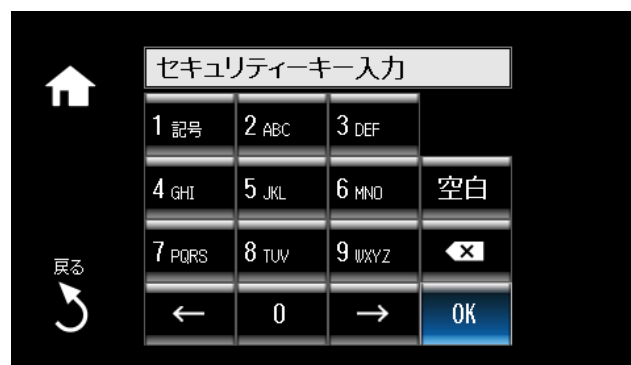 セキュリティーキー入力
1 記号 2 ABC 3 DEF
4 GHI 5 JKL 6 MNO 空白
7 PQRS 8 TUV 9 WXYZ
戻る
← 0 → OK